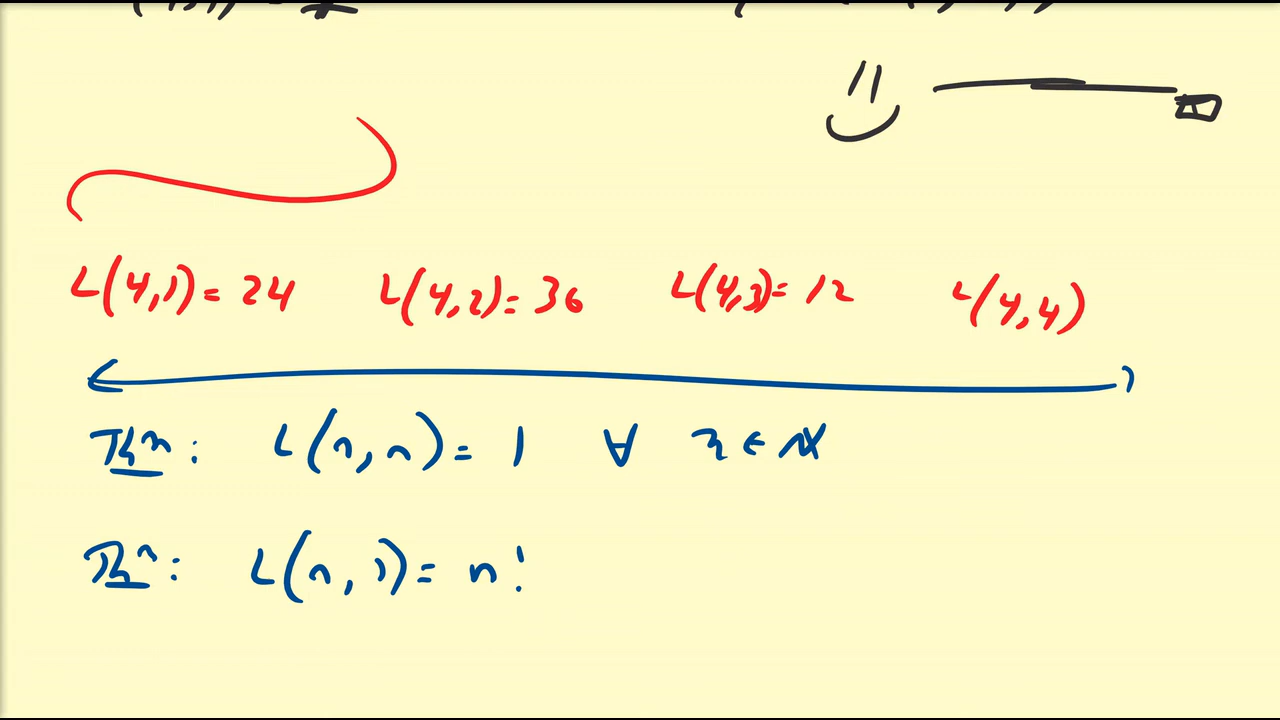 L(4,1) = 24 L(4,2) = 36 L(4,3) = 12 L(4,4)
Thm: L(n,n) = 1 ∀ n ∈ ℕ
Thm: L(n,1) = n!